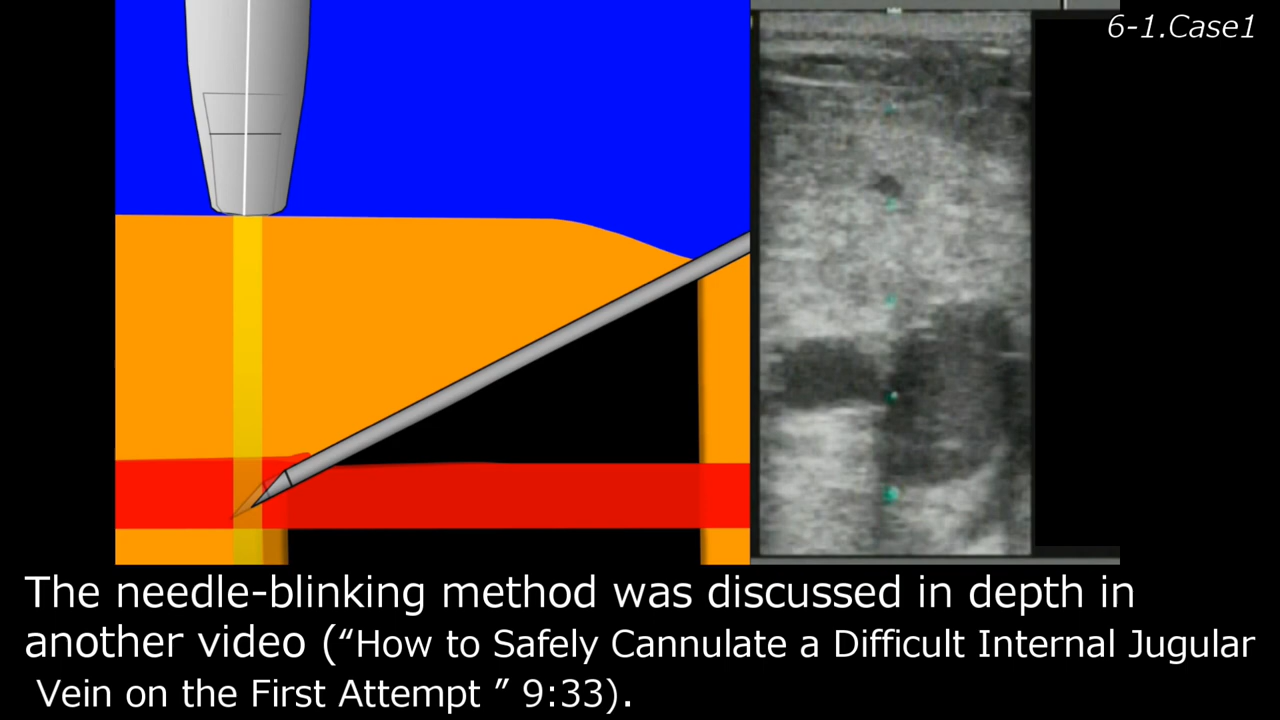 6-1.Case1
The needle-blinking method was discussed in depth in
another video (“How to Safely Cannulate a Difficult Internal Jugular
Vein on the First Attempt ” 9:33).